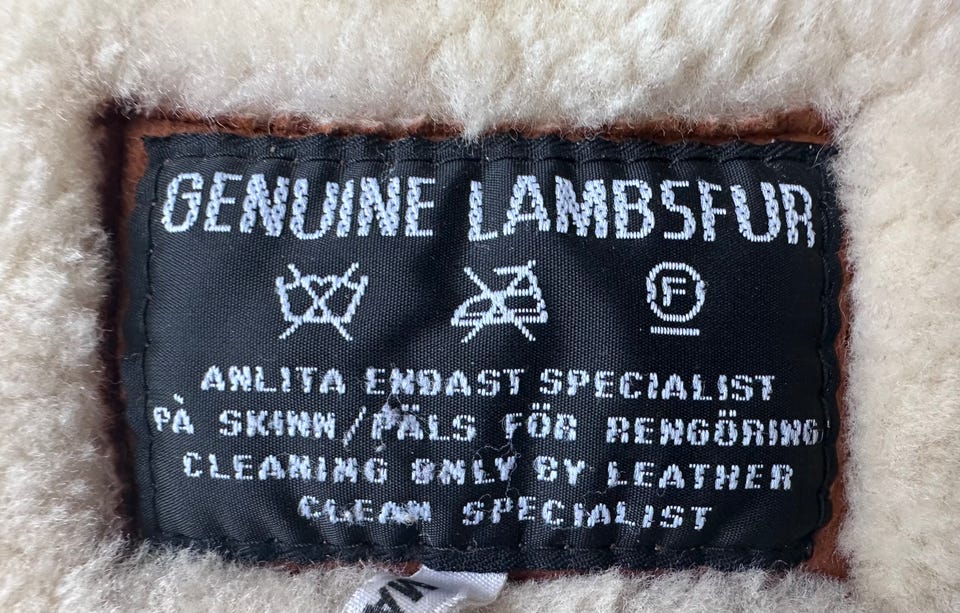 GENUINE LAMBSFUR
F
ANLITA ENDAST SPECIALIST
PÅ SKINN/PÄLS FÖR RENGÖRING
CLEANING ONLY BY LEATHER
CLEAN SPECIALIST